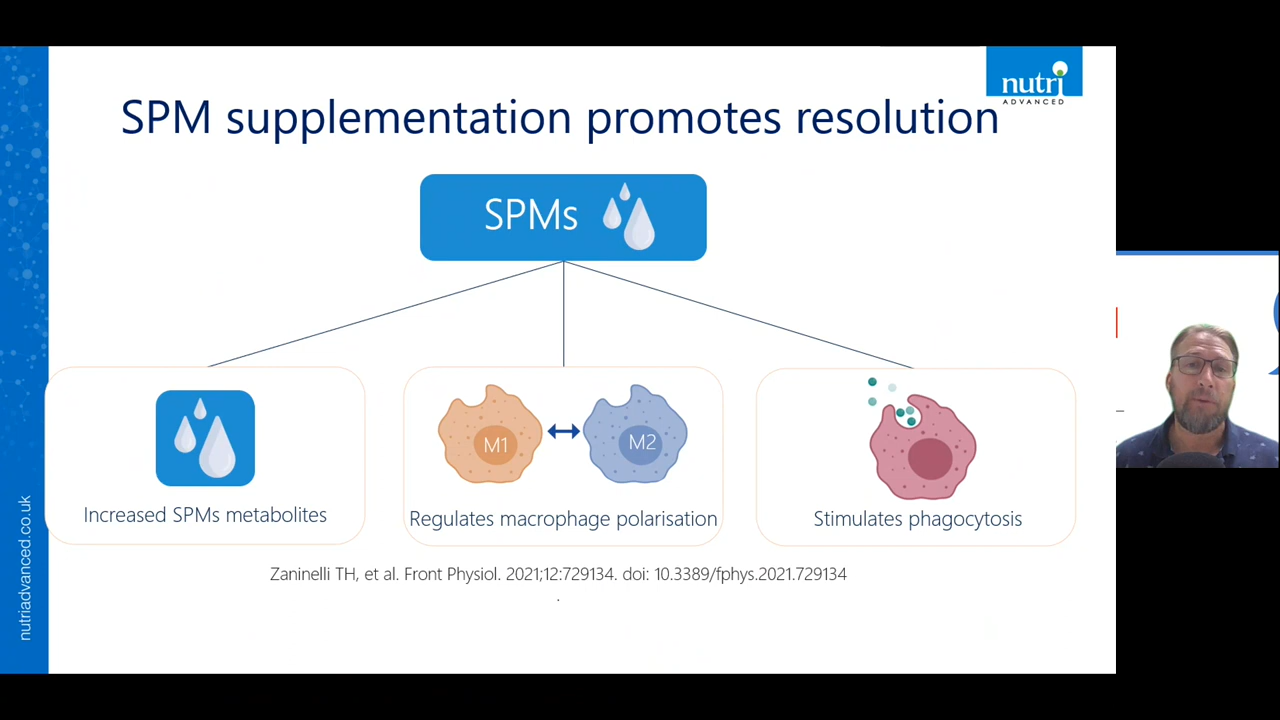 nutri
ADVANCED
SPM supplementation promotes resolution
SPMs
M1
M2
Increased SPMs metabolites
Regulates macrophage polarisation
Stimulates phagocytosis
Zaninelli TH, et al. Front Physiol. 2021;12:729134. doi: 10.3389/fphys.2021.729134
.
nutriadvanced.co.uk